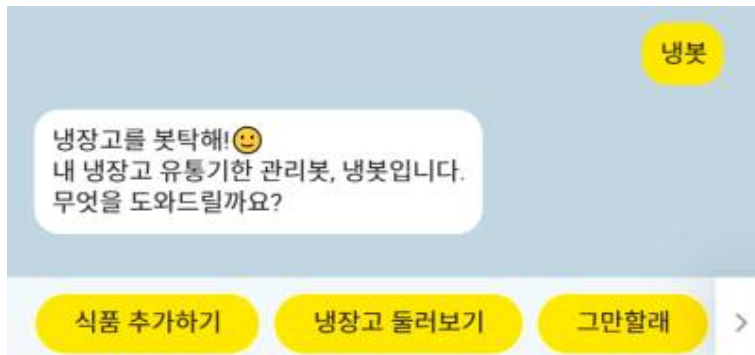 냉봇
냉장고를 봇탁해!🙂
내 냉장고 유통기한 관리봇, 냉봇입니다.
무엇을 도와드릴까요?
식품 추가하기 냉장고 둘러보기 그만할래 >